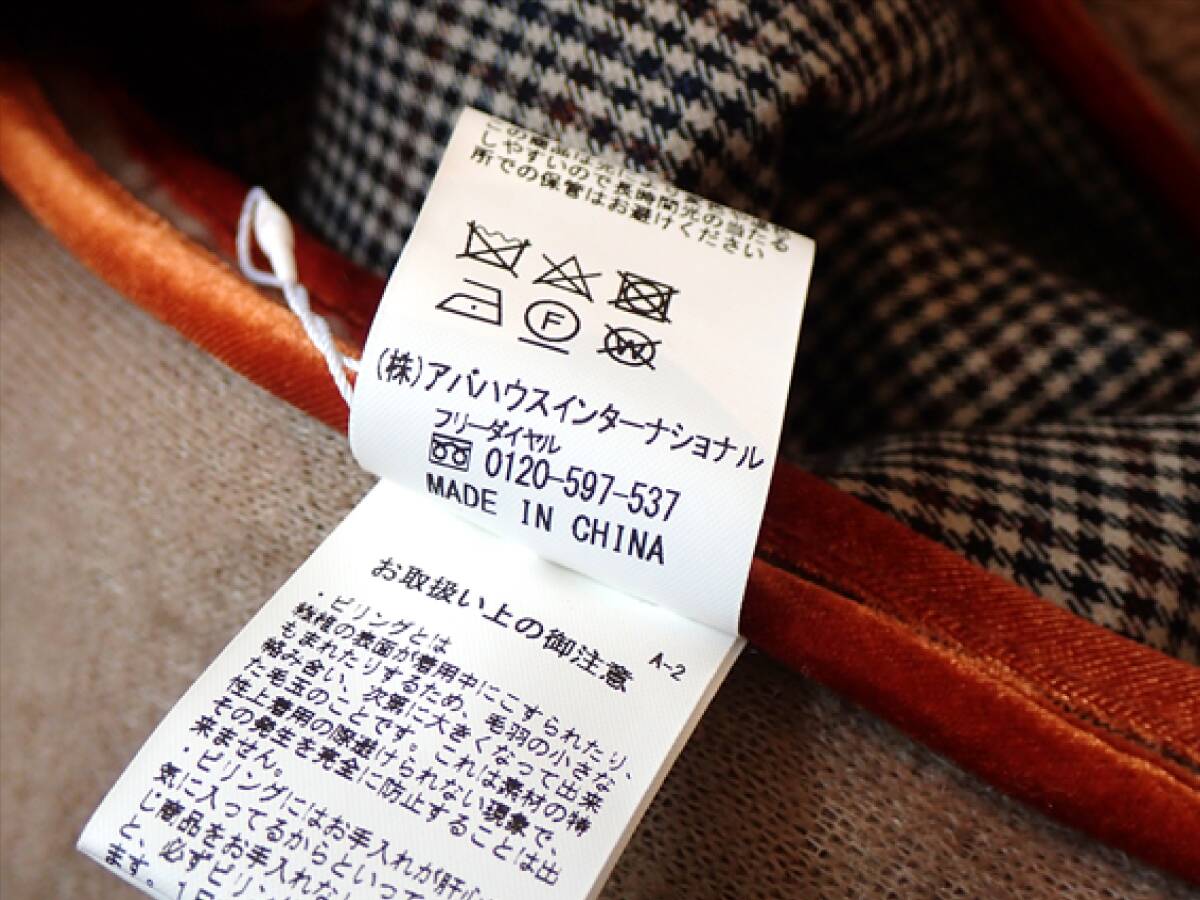 しやすいので長時間光の当たる
所での保管はお避けください
F
W
(株)アバハウスインターナショナル
フリーダイヤル
0120-597-537
MADE IN CHINA
お取扱い上の御注意
A-2
・ピリングとは
繊維の表面が着用中にこすられたり、
もまれたりするため、毛羽の小さな
絡み合い、次第に大きくなって出来
た毛玉のことです。これは素材の特
性上着用の際避けられない現象で、
その発生を完全に防止することは出
来ません。
・ピリングにはお手入れが肝心
気に入ってるからといって
じ商品をお手入れな
と、必ずピリン
ます。1日